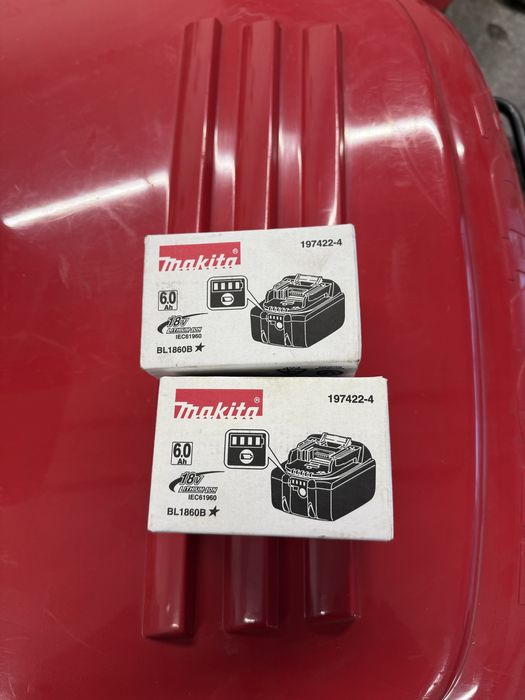 makita®
197422-4
6.0
Ah
18V
LITHIUM-ION
IEC61960
BL1860B ★
makita®
197422-4
6.0
Ah
18V
LITHIUM-ION
IEC61960
BL1860B ★